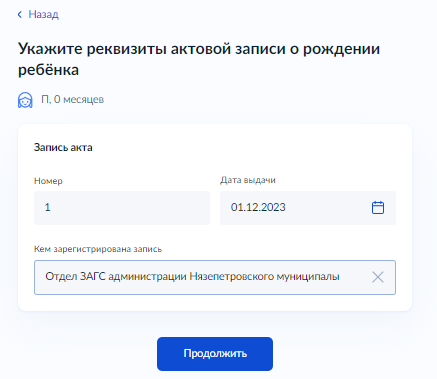 Назад
Укажите реквизиты актовой записи о рождении
ребёнка
П, 0 месяцев
Запись акта
Номер
Дата выдачи
1
01.12.2023
Кем зарегистрирована запись
Отдел ЗАГС администрации Нязепетровского муниципалы
Продолжить